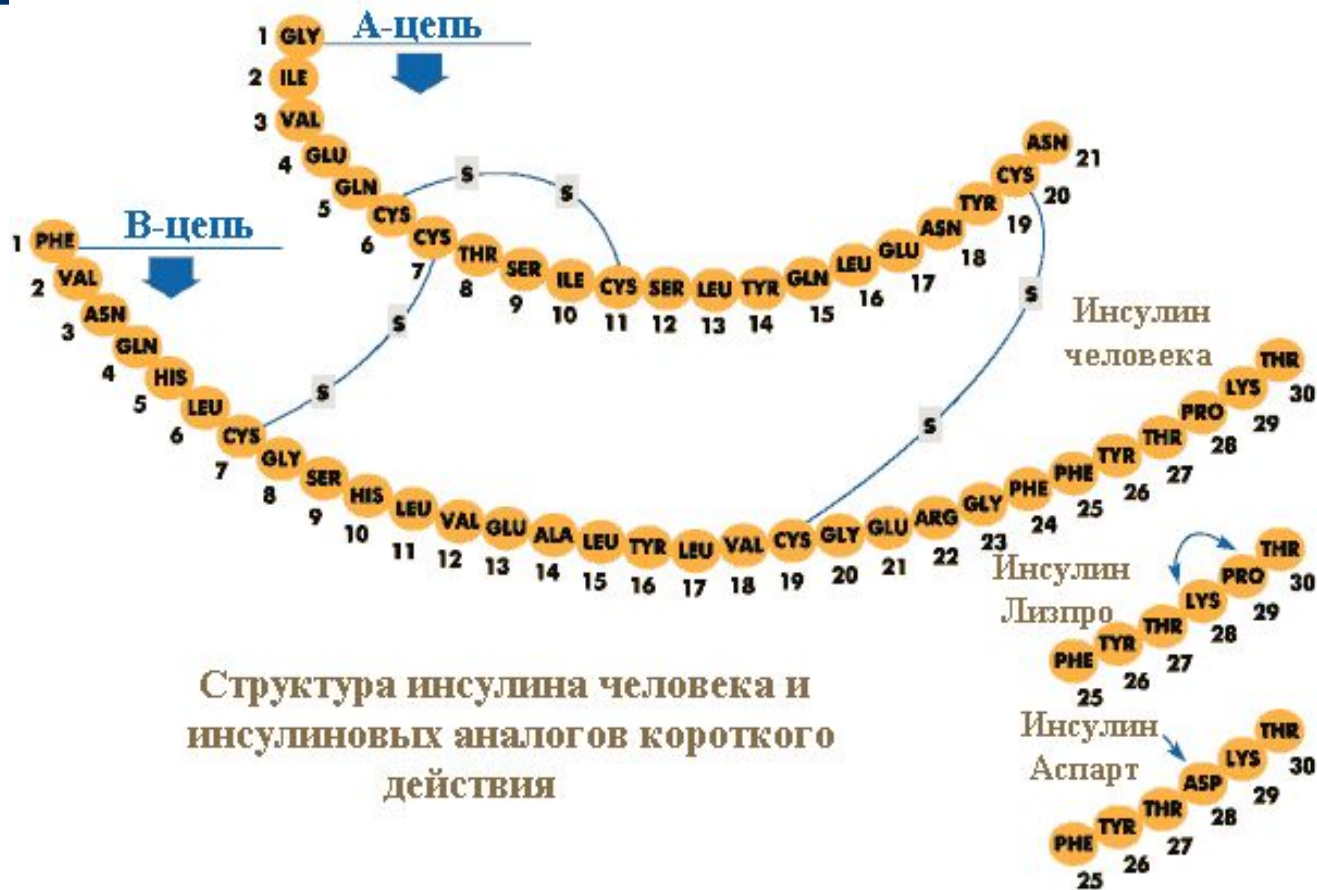 А-цепь
1 GLY
2 ILE
3 VAL
4 GLU
5 GLN
6 CYS
7 CYS
8 THR
9 SER
10 ILE
11 CYS
12 SER
13 LEU
14 TYR
15 GLN
16 LEU
17 GLU
18 ASN
19 TYR
20 CYS
21 ASN
S S
S S
S S
В-цепь
1 PHE
2 VAL
3 ASN
4 GLN
5 HIS
6 LEU
7 CYS
8 GLY
9 SER
10 HIS
11 LEU
12 VAL
13 GLU
14 ALA
15 LEU
16 TYR
17 LEU
18 VAL
19 CYS
20 GLY
21 GLU
22 ARG
23 GLY
24 PHE
25 PHE
26 TYR
27 THR
28 PRO
29 LYS
30 THR
Инсулин
человека
Инсулин
Лизпро
PHE TYR THR LYS PRO THR
25 26 27 28 29 30
Инсулин
Аспарт
PHE TYR THR ASP LYS THR
25 26 27 28 29 30
Структура инсулина человека и
инсулиновых аналогов короткого
действия